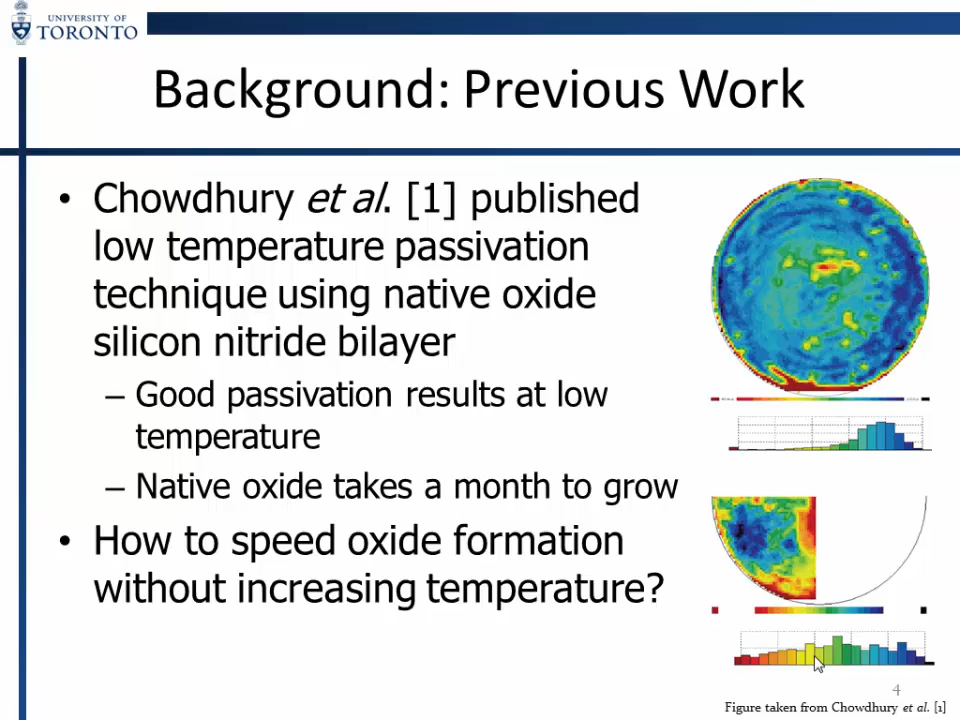 UNIVERSITY OF
TORONTO
Background: Previous Work
• Chowdhury et al. [1] published
low temperature passivation
technique using native oxide
silicon nitride bilayer
– Good passivation results at low
temperature
– Native oxide takes a month to grow
• How to speed oxide formation
without increasing temperature?
4
Figure taken from Chowdhury et al. [1]